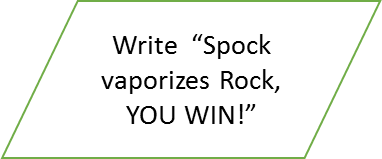 Write “Spock
vaporizes Rock,
YOU WIN!”